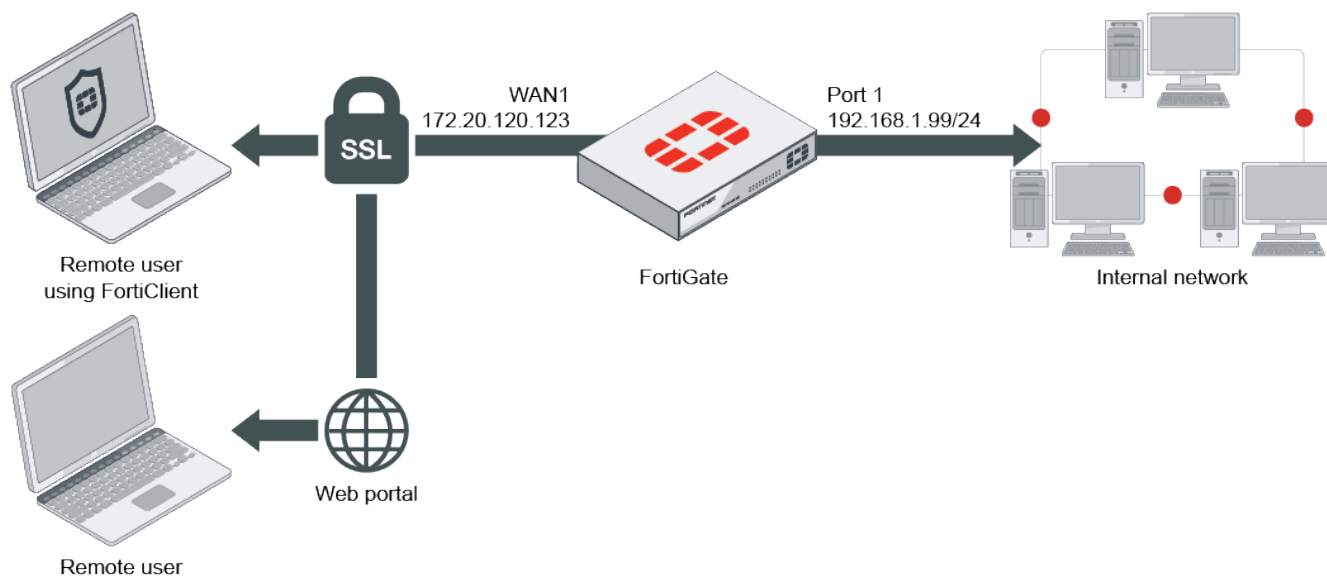 SSL
WAN1
172.20.120.123
Port 1
192.168.1.99/24
FORTINET
Remote user
using FortiClient
FortiGate
Internal network
Web portal
Remote user